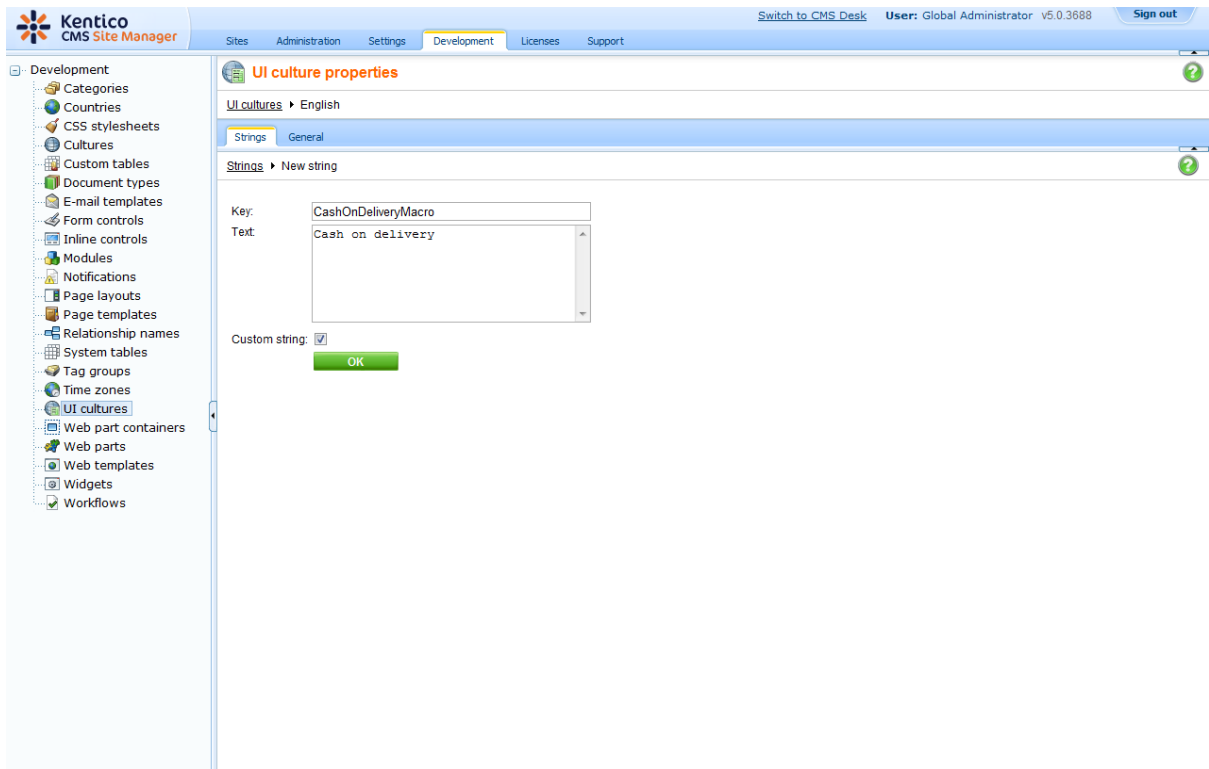 Kentico
CMS Site Manager
Switch to CMS Desk User: Global Administrator v5.0.3688 Sign out
Sites Administration Settings Development Licenses Support
Development
Categories
Countries
CSS stylesheets
Cultures
Custom tables
Document types
E-mail templates
Form controls
Inline controls
Modules
Notifications
Page layouts
Page templates
Relationship names
System tables
Tag groups
Time zones
UI cultures
Web part containers
Web parts
Web templates
Widgets
Workflows
UI culture properties
UI cultures English
Strings General
Strings New string
Key: CashOnDeliveryMacro
Text: Cash on delivery
Custom string:
OK